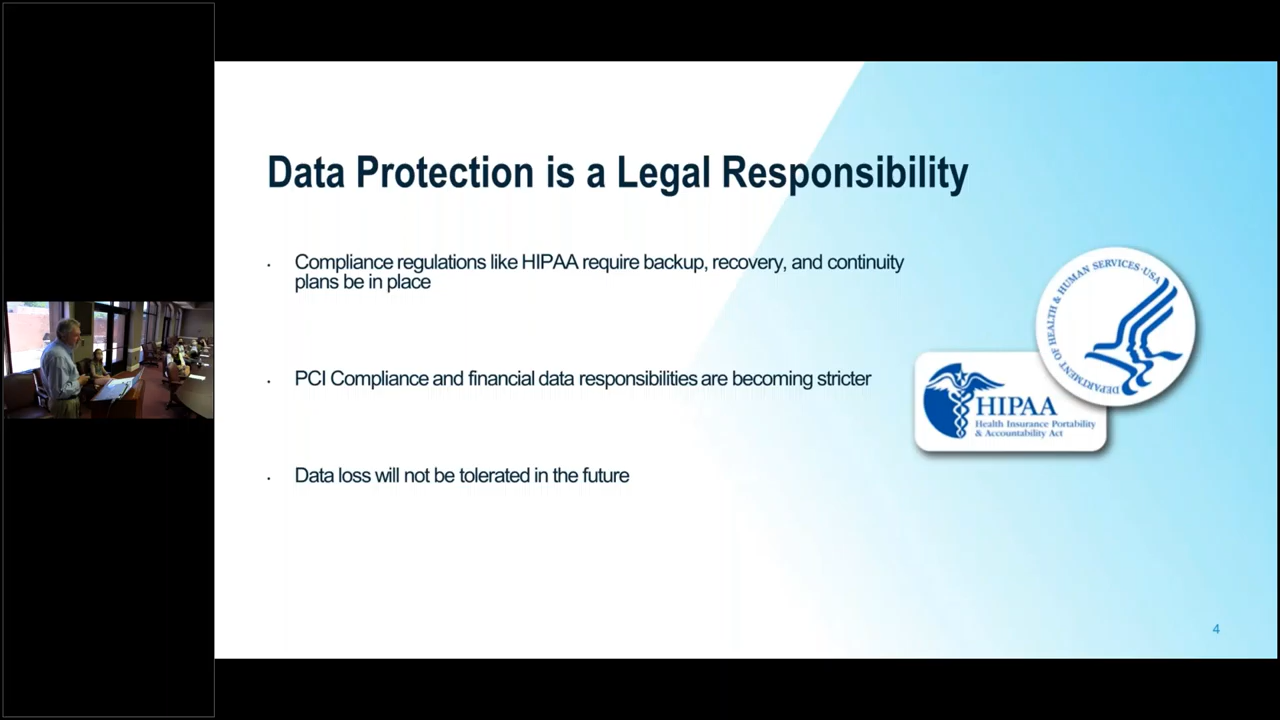 Data Protection is a Legal Responsibility
Compliance regulations like HIPAA require backup, recovery, and continuity
plans be in place
PCI Compliance and financial data responsibilities are becoming stricter
Data loss will not be tolerated in the future
DEPARTMENT OF HEALTH & HUMAN SERVICES·USA
HIPAA
Health Insurance Portability
& Accountability Act
4